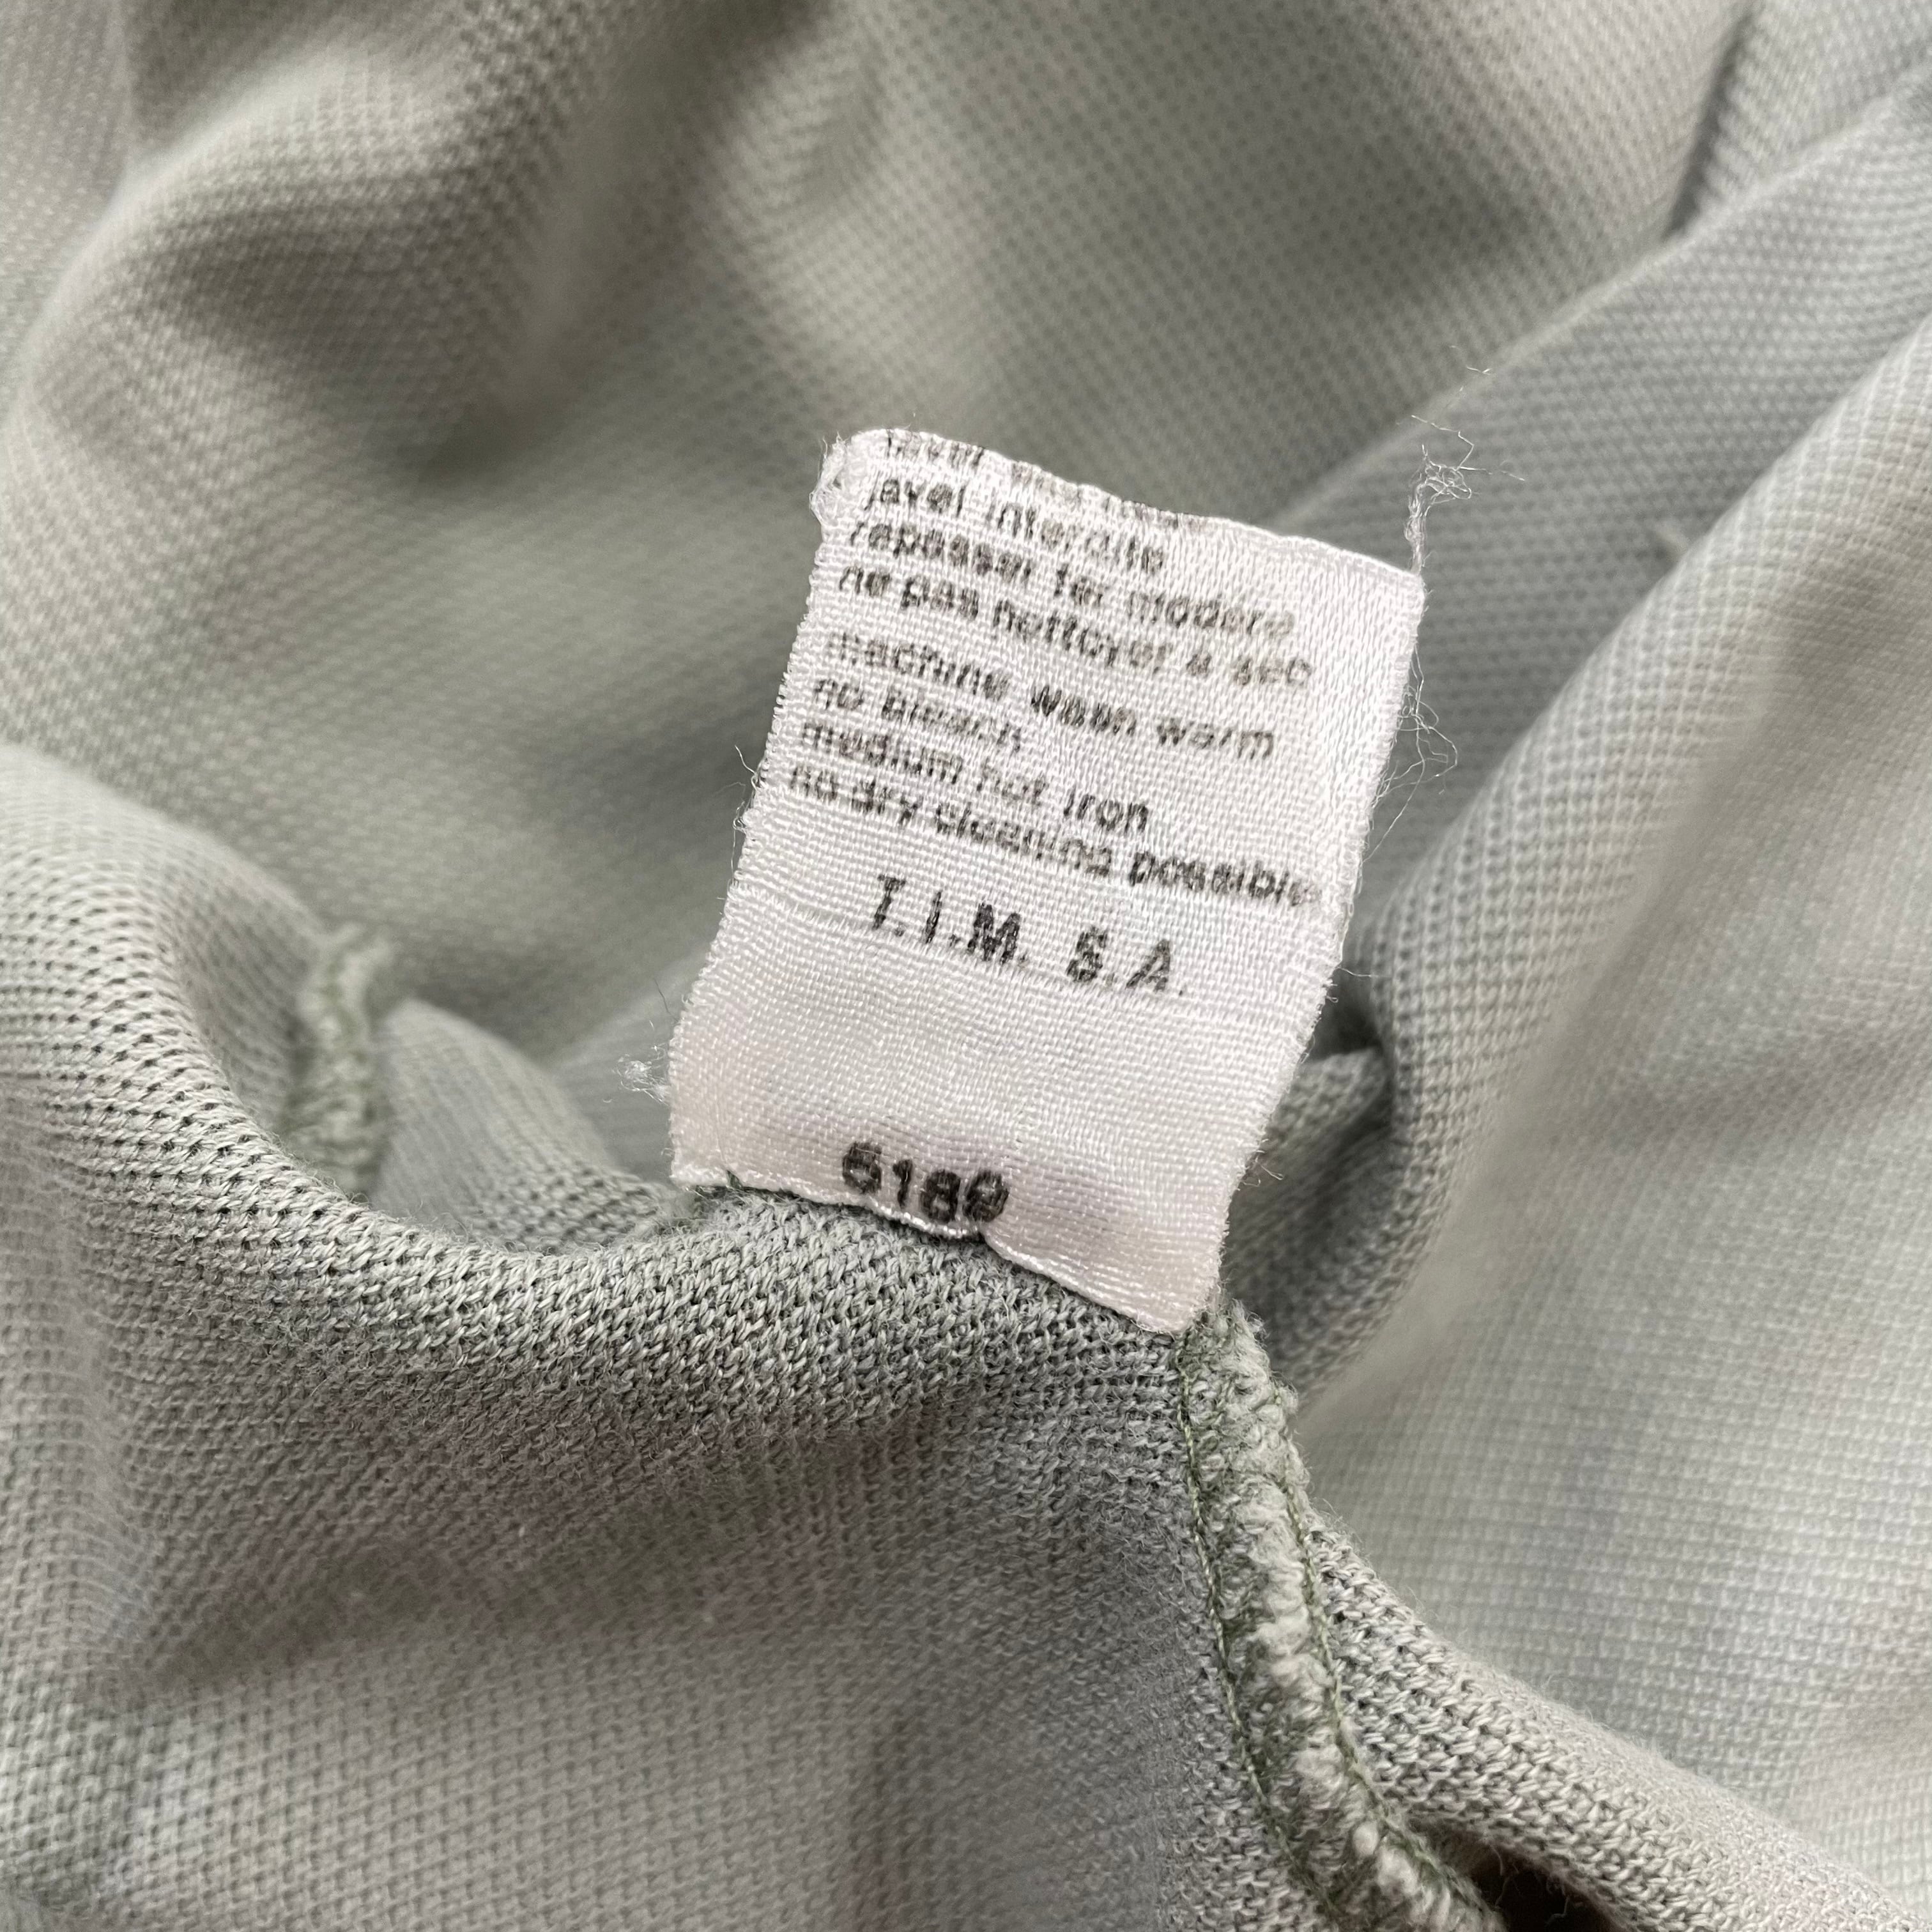 javel interdite
repasser fer modere
ne pas nettoyer a sec
machine wash warm
no bleach
medium hot iron
no dry cleaning possible
T.I.M. S.A.
6189